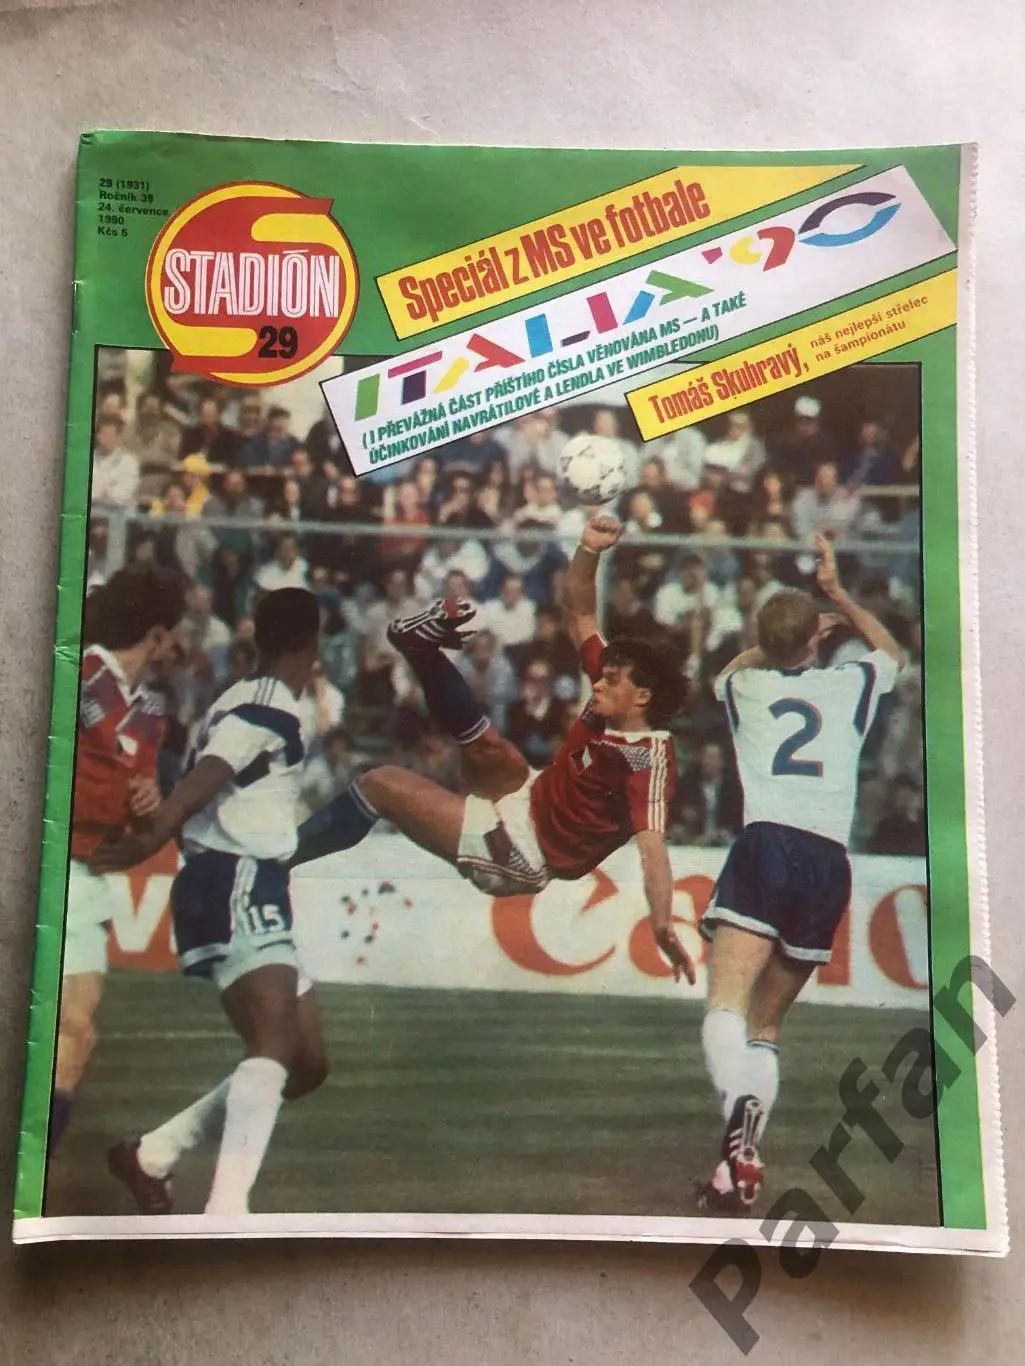 29 (1931)
Ročník 38
24. července
1990
Kčs 5
STADIÓN
29
Speciál z MS ve fotbale
ITALIA '90
(I PŘEVÁŽNÁ ČÁST PŘÍŠTÍHO ČÍSLA VĚNOVÁNA MS — A TAKÉ
ÚČINKOVÁNÍ NAVRÁTILOVÉ A LENDLA VE WIMBLEDONU)
Tomáš Skuhravý,
náš nejlepší střelec
na šampionátu
2
15
Canon
Parfan